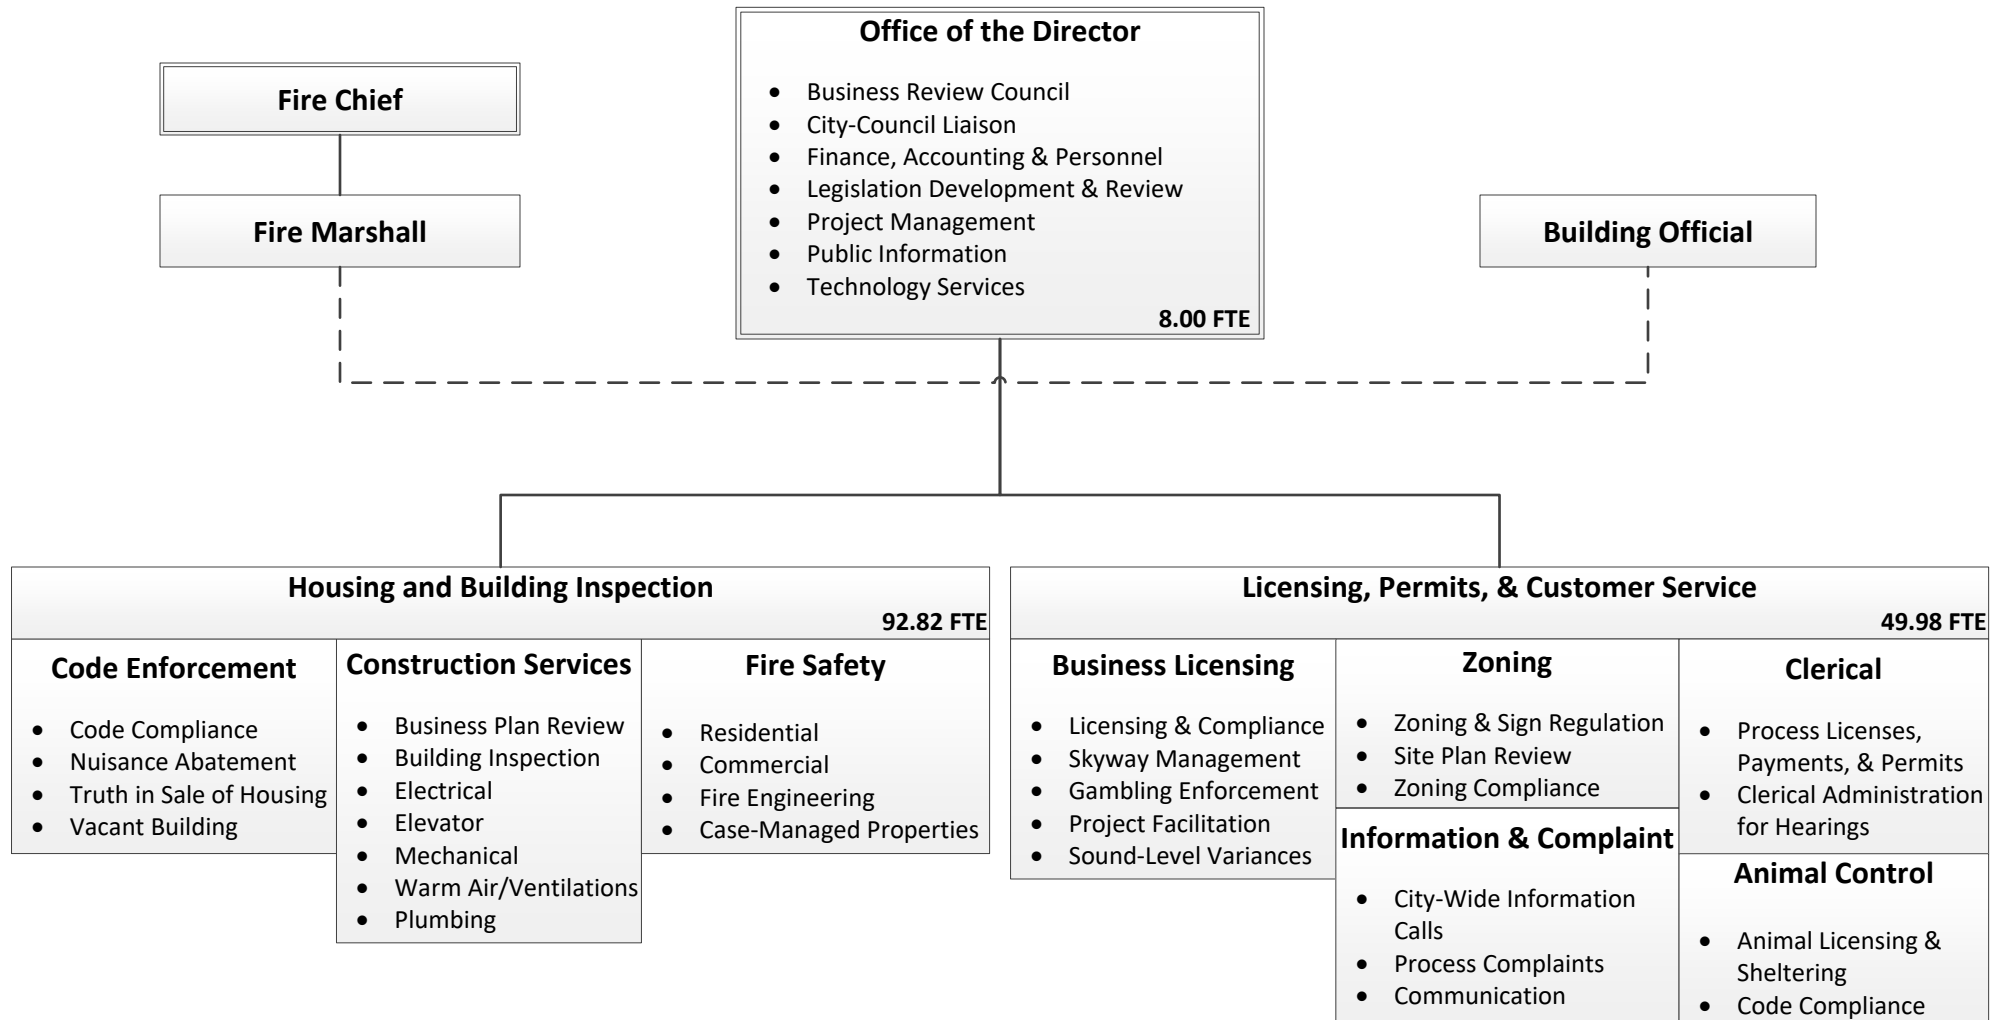 Office of the Director
• Business Review Council
• City-Council Liaison
• Finance, Accounting & Personnel
• Legislation Development & Review
• Project Management
• Public Information
• Technology Services
8.00 FTE
Fire Chief
Fire Marshall
Building Official
Housing and Building Inspection
92.82 FTE
Code Enforcement
• Code Compliance
• Nuisance Abatement
• Truth in Sale of Housing
• Vacant Building
Construction Services
• Business Plan Review
• Building Inspection
• Electrical
• Elevator
• Mechanical
• Warm Air/Ventilations
• Plumbing
Fire Safety
• Residential
• Commercial
• Fire Engineering
• Case-Managed Properties
Licensing, Permits, & Customer Service
49.98 FTE
Business Licensing
• Licensing & Compliance
• Skyway Management
• Gambling Enforcement
• Project Facilitation
• Sound-Level Variances
Zoning
• Zoning & Sign Regulation
• Site Plan Review
• Zoning Compliance
Information & Complaint
• City-Wide Information
Calls
• Process Complaints
• Communication
Clerical
• Process Licenses,
Payments, & Permits
• Clerical Administration
for Hearings
Animal Control
• Animal Licensing &
Sheltering
• Code Compliance